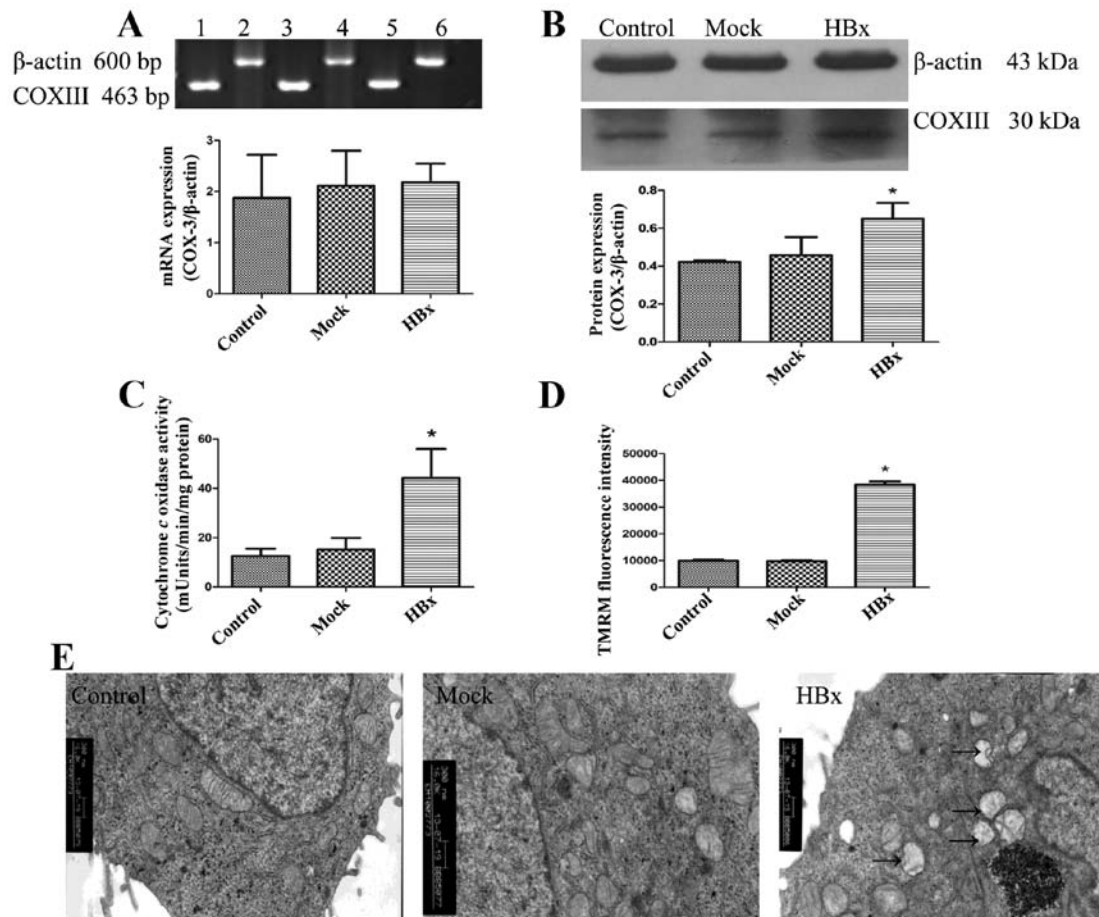 A
1 2 3 4 5 6
β-actin 600 bp
COXIII 463 bp
mRNA expression
(COX-3/β-actin)
3
2
1
0
Control
Mock
HBx
B
Control Mock HBx
β-actin 43 kDa
COXIII 30 kDa
Protein expression
(COX-3/β-actin)
0.8
0.6
0.4
0.2
0.0
*
Control
Mock
HBx
C
Cytochrome c oxidase activity
(mUnits/min/mg protein)
60
40
20
0
*
Control
Mock
HBx
D
TMRM fluorescence intensity
50000
40000
30000
20000
10000
0
*
Control
Mock
HBx
E
Control
Mock
HBx